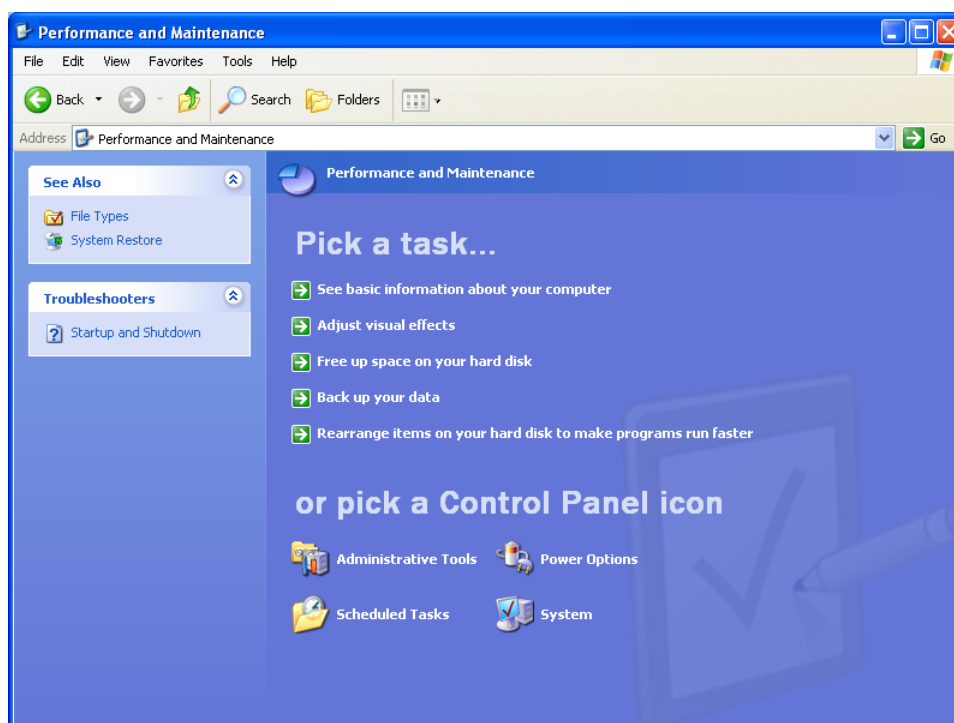 Performance and Maintenance
File Edit View Favorites Tools Help
Back Search Folders
Address Performance and Maintenance Go
See Also
File Types
System Restore
Troubleshooters
Startup and Shutdown
Performance and Maintenance
Pick a task...
See basic information about your computer
Adjust visual effects
Free up space on your hard disk
Back up your data
Rearrange items on your hard disk to make programs run faster
or pick a Control Panel icon
Administrative Tools Power Options
Scheduled Tasks System